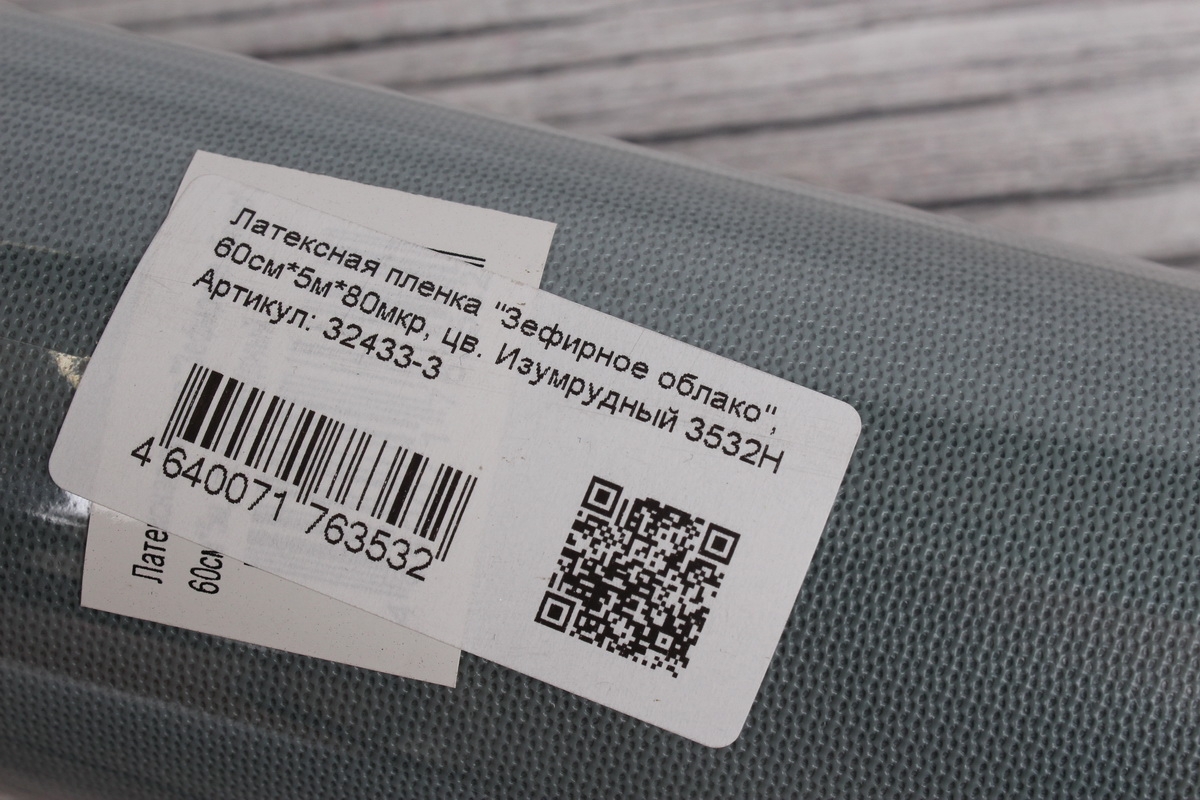 Латексная пленка "Зефирное облако",
60см*5м*80мкр, цв. Изумрудный 3532Н
Артикул: 32433-3
4 640071 763532
Лате
60см